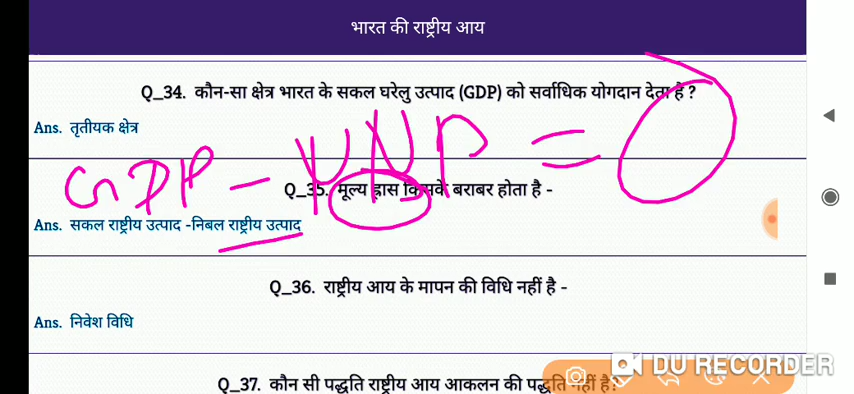 भारत की राष्ट्रीय आय
Q_34. कौन-सा क्षेत्र भारत के सकल घरेलु उत्पाद (GDP) को सर्वाधिक योगदान देता है ?
Ans. तृतीयक क्षेत्र
GDP - NNP =
Q_35. मूल्य ह्रास किसके बराबर होता है -
Ans. सकल राष्ट्रीय उत्पाद -निबल राष्ट्रीय उत्पाद
Q_36. राष्ट्रीय आय के मापन की विधि नहीं है -
Ans. निवेश विधि
DU RECORDER
Q_37. कौन सी पद्धति राष्ट्रीय आय आकलन की पद्धति नहीं है?